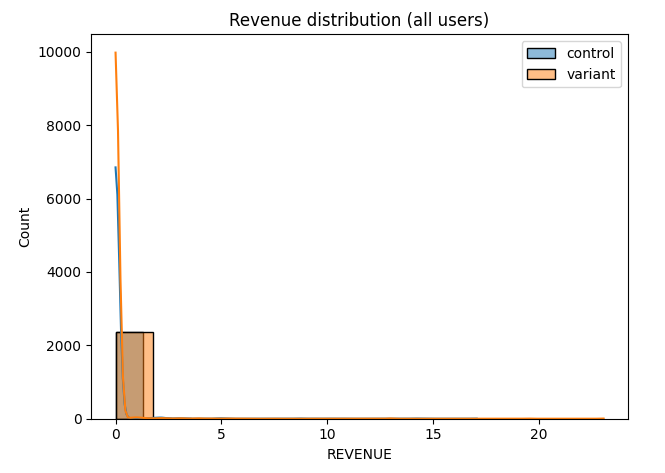 Revenue distribution (all users)
control
variant
10000
8000
6000
4000
2000
0
Count
0 5 10 15 20
REVENUE